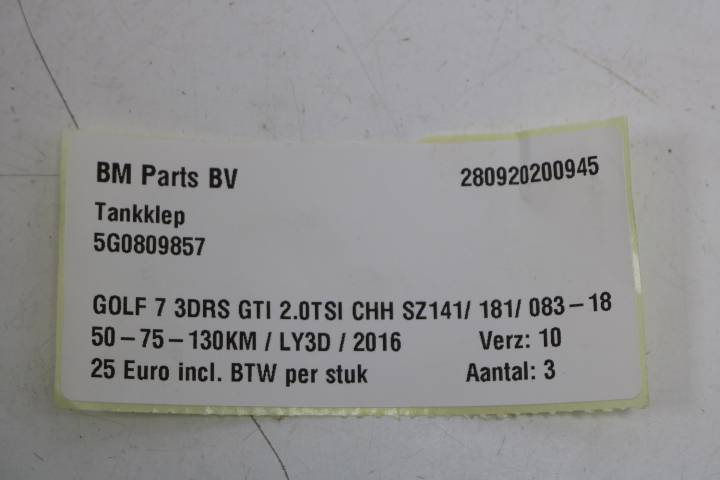 BM Parts BV 280920200945
Tankklep
5G0809857
GOLF 7 3DRS GTI 2.0TSI CHH SZ141/ 181/ 083-18
50-75-130KM / LY3D / 2016 Verz: 10
25 Euro incl. BTW per stuk Aantal: 3